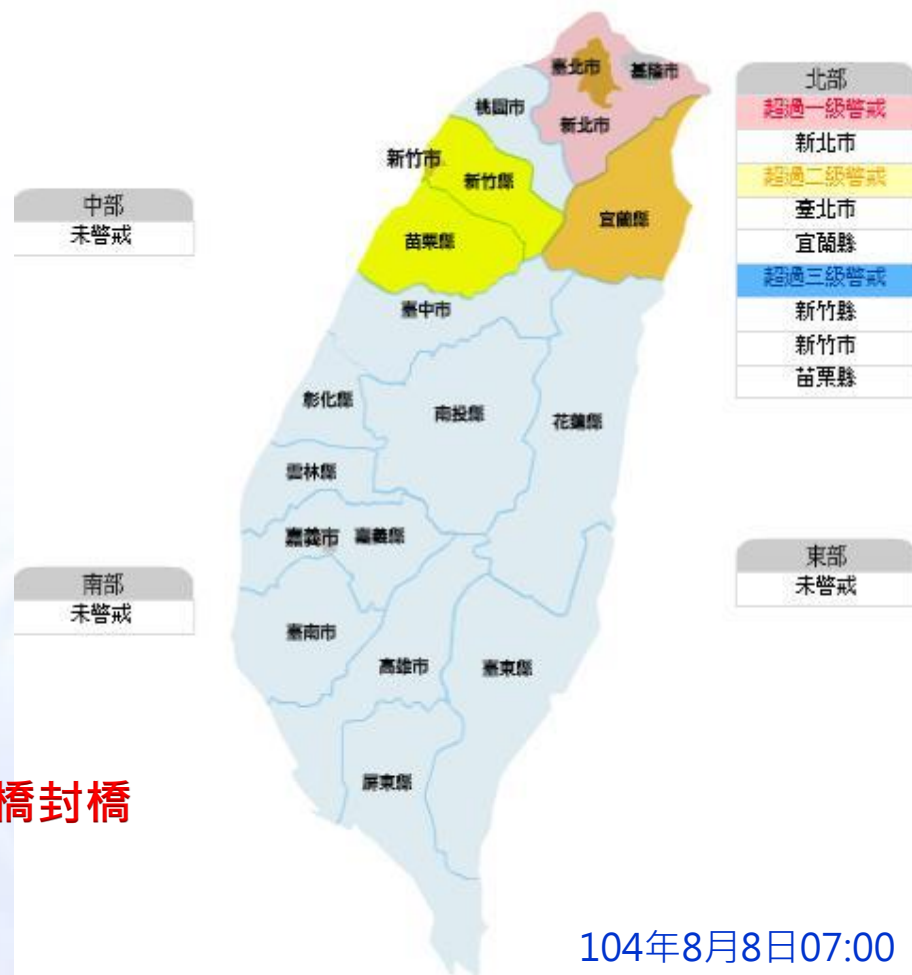 臺北市
基隆市
桃園市
新北市
新竹市
新竹縣
宜蘭縣
苗栗縣
臺中市
彰化縣
南投縣
花蓮縣
雲林縣
嘉義市
嘉義縣
臺南市
高雄市
臺東縣
屏東縣
中部
未警戒
南部
未警戒
北部
超過一級警戒
新北市
超過二級警戒
臺北市
宜蘭縣
超過三級警戒
新竹縣
新竹市
苗栗縣
東部
未警戒
橋封橋
104年8月8日07:00